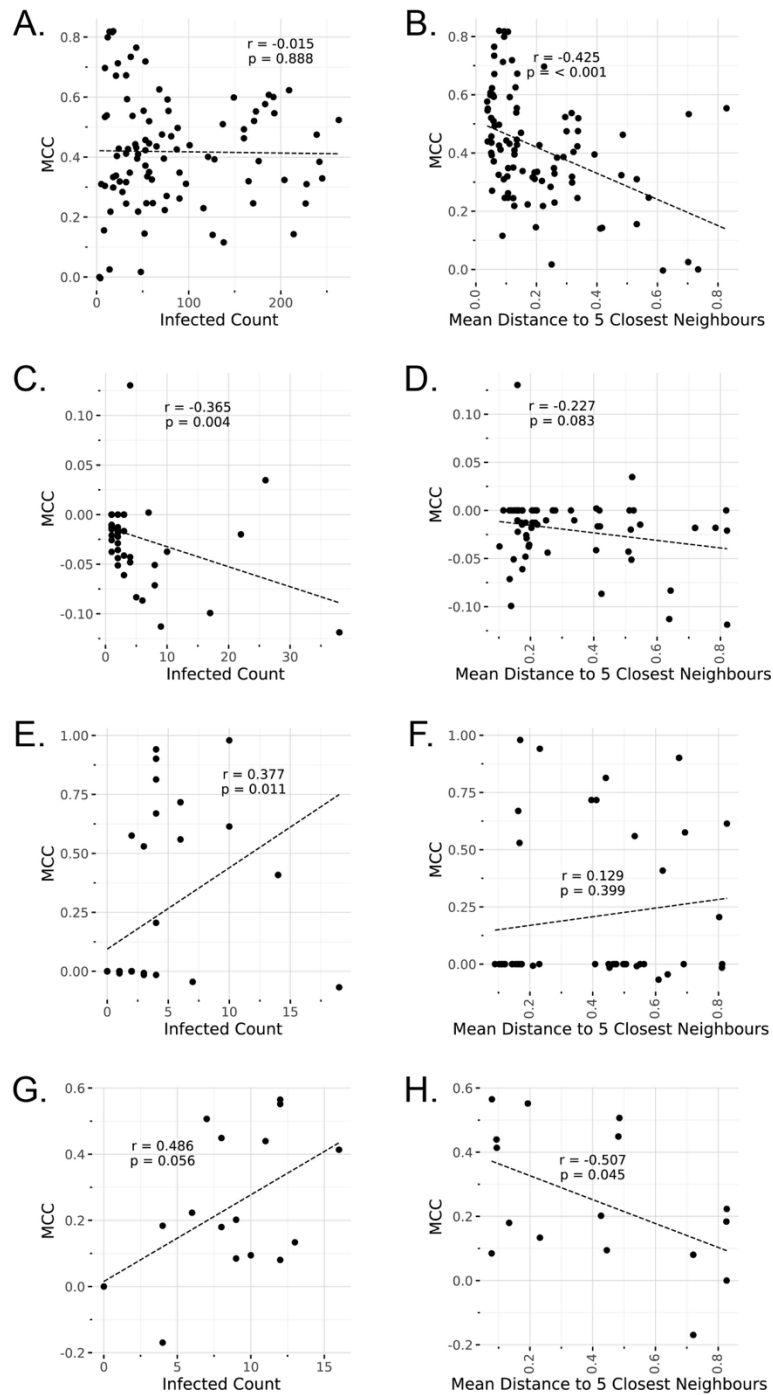 A.
r = -0.015
p = 0.888
MCC
0.8
0.6
0.4
0.2
0.0
0
100
200
Infected Count
B.
r = -0.425
p = < 0.001
MCC
0.8
0.6
0.4
0.2
0.0
0.0
0.2
0.4
0.6
0.8
Mean Distance to 5 Closest Neighbours
C.
r = -0.365
p = 0.004
MCC
0.10
0.05
0.00
-0.05
-0.10
0
10
20
30
Infected Count
D.
r = -0.227
p = 0.083
MCC
0.10
0.05
0.00
-0.05
-0.10
0.2
0.4
0.6
0.8
Mean Distance to 5 Closest Neighbours
E.
r = 0.377
p = 0.011
MCC
1.00
0.75
0.50
0.25
0.00
0
5
10
15
Infected Count
F.
r = 0.129
p = 0.399
MCC
1.00
0.75
0.50
0.25
0.00
0.2
0.4
0.6
0.8
Mean Distance to 5 Closest Neighbours
G.
r = 0.486
p = 0.056
MCC
0.6
0.4
0.2
0.0
-0.2
0
5
10
15
Infected Count
H.
r = -0.507
p = 0.045
MCC
0.6
0.4
0.2
0.0
-0.2
0.2
0.4
0.6
0.8
Mean Distance to 5 Closest Neighbours